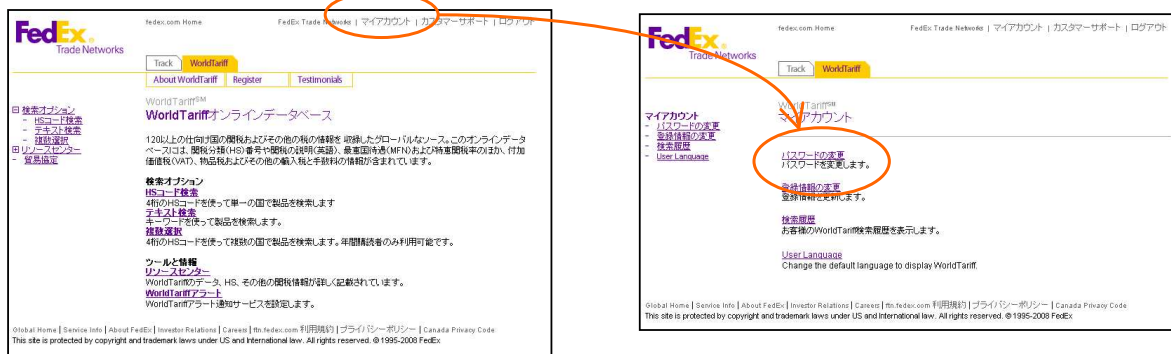 FedEx®
Trade Networks
fedex.com Home
FedEx Trade Networks | マイアカウント | カスタマーサポート | ログアウト
Track
WorldTariff
About WorldTariff
Register
Testimonials
田 検索オプション
- HSコード検索
- テキスト検索
- 複数選択
田 リソースセンター
- 貿易協定
WorldTariff℠
WorldTariffオンラインデータベース
120以上の仕向け国の関税およびその他の税の情報を収録したグローバルなソース。このオンラインデータ
ベースには、関税分類(HS)番号や関税の説明(英語)、最恵国待遇(MFN)および特恵関税率のほか、付加
価値税(VAT)、物品税およびその他の輸入税と手数料の情報が含まれています。
検索オプション
HSコード検索
4桁のHSコードを使って単一の国で製品を検索します
テキスト検索
キーワードを使って製品を検索します。
複数選択
4桁のHSコードを使って複数の国で製品を検索します。年間購読者のみ利用可能です。
ツールと情報
リソースセンター
WorldTariffのデータ、HS、その他の関税情報が詳しく記載されています。
WorldTariffアラート
WorldTariffアラート通知サービスを設定します。
Global Home | Service Info | About FedEx | Investor Relations | Careers | ftn.fedex.com 利用規約 | プライバシーポリシー | Canada Privacy Code
This site is protected by copyright and trademark laws under US and International law. All rights reserved. © 1995-2008 FedEx
FedEx®
Trade Networks
fedex.com Home
FedEx Trade Networks | マイアカウント | カスタマーサポート | ログアウト
Track
WorldTariff
マイアカウント
- パスワードの変更
- 登録情報の変更
- 検索履歴
- User Language
WorldTariff℠
マイアカウント
パスワードの変更
パスワードを変更します。
登録情報の変更
登録情報を更新します。
検索履歴
お客様のWorldTariff検索履歴を表示します。
User Language
Change the default language to display WorldTariff.
Global Home | Service Info | About FedEx | Investor Relations | Careers | ftn.fedex.com 利用規約 | プライバシーポリシー | Canada Privacy Code
This site is protected by copyright and trademark laws under US and International law. All rights reserved. © 1995-2008 FedEx